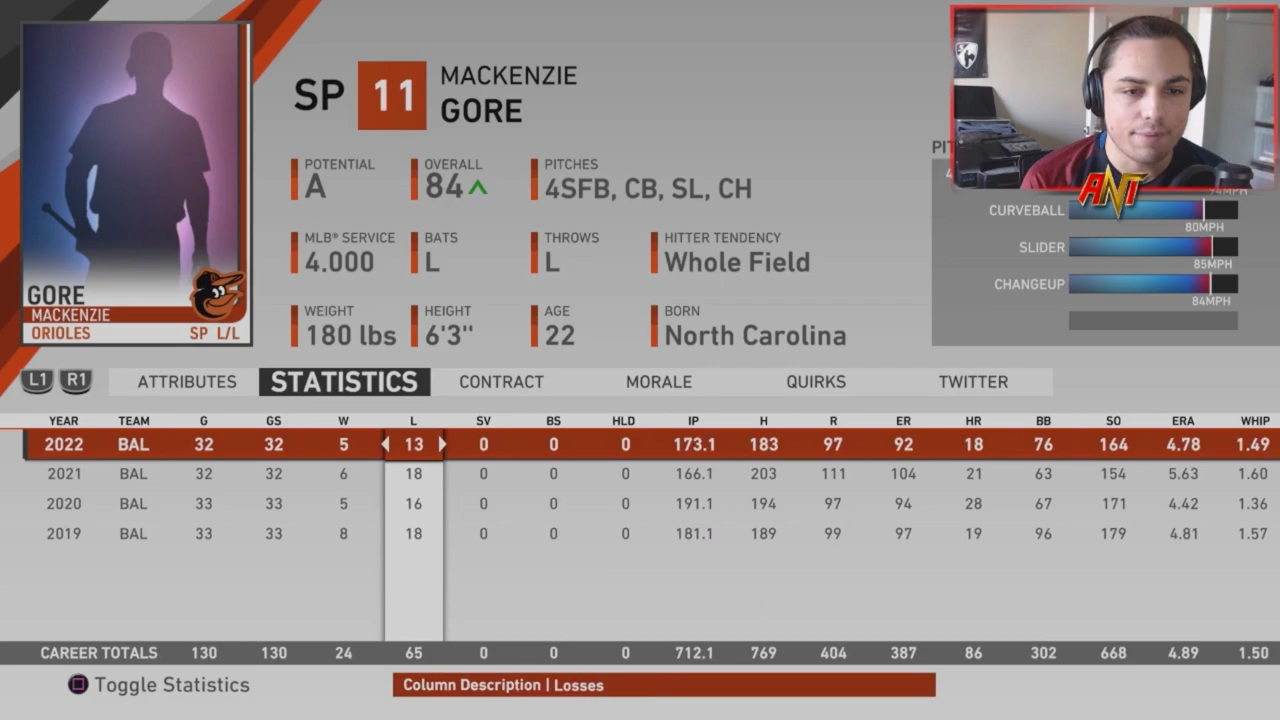 SP 11 MACKENZIE
GORE
POTENTIAL
A
OVERALL
84
PITCHES
4SFB, CB, SL, CH
MLB® SERVICE
4.000
BATS
L
THROWS
L
HITTER TENDENCY
Whole Field
WEIGHT
180 lbs
HEIGHT
6'3"
AGE
22
BORN
North Carolina
GORE
MACKENZIE
ORIOLES SP L/L
ANT
CURVEBALL
80MPH
SLIDER
85MPH
CHANGEUP
84MPH
L1 R1 ATTRIBUTES STATISTICS CONTRACT MORALE QUIRKS TWITTER
YEAR TEAM G GS W L SV BS HLD IP H R ER HR BB SO ERA WHIP
2022 BAL 32 32 5 13 0 0 0 173.1 183 97 92 18 76 164 4.78 1.49
2021 BAL 32 32 6 18 0 0 0 166.1 203 111 104 21 63 154 5.63 1.60
2020 BAL 33 33 5 16 0 0 0 191.1 194 97 94 28 67 171 4.42 1.36
2019 BAL 33 33 8 18 0 0 0 181.1 189 99 97 19 96 179 4.81 1.57
CAREER TOTALS 130 130 24 65 0 0 0 712.1 769 404 387 86 302 668 4.89 1.50
Toggle Statistics
Column Description | Losses